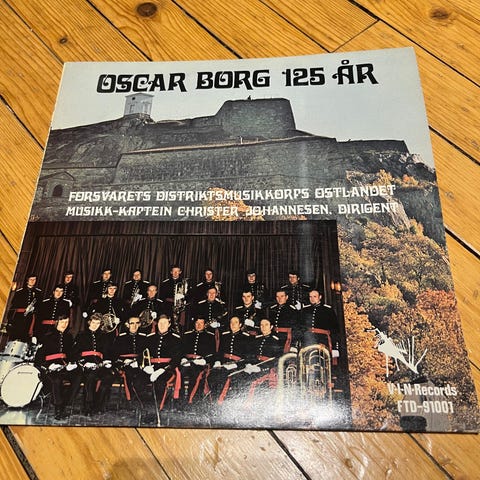 OSCAR BORG 125 ÅR
FORSVARETS DISTRIKTSMUSIKKORPS ØSTLANDET
MUSIKK-KAPTEIN CHRISTER JOHANNESEN, DIRIGENT
V-I-N-Records
FTD-91001